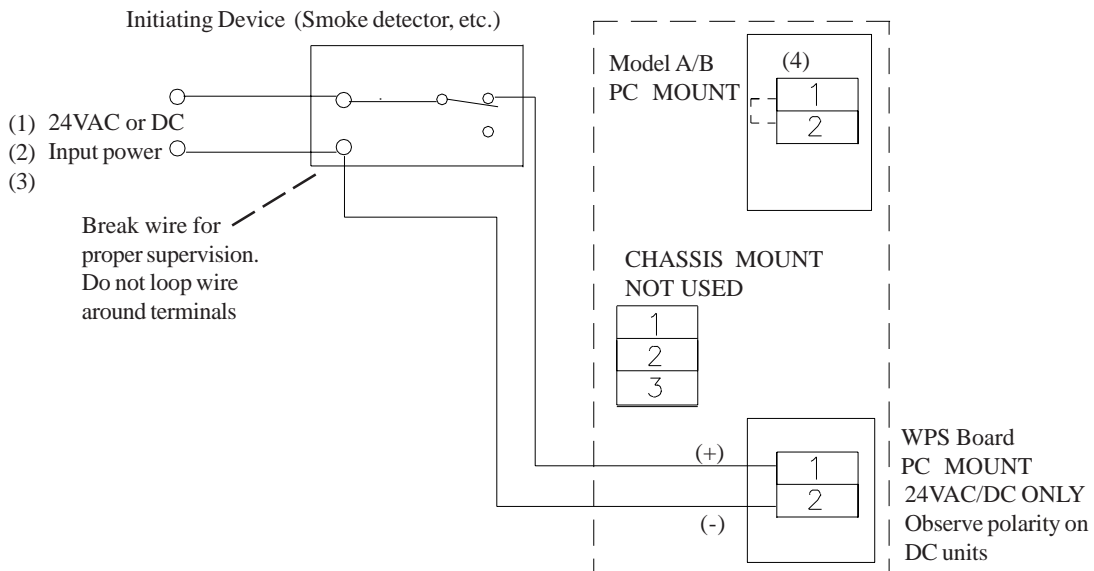 Initiating Device (Smoke detector, etc.)
(1) 24VAC or DC
(2) Input power
(3)
Break wire for
proper supervision.
Do not loop wire
around terminals
Model A/B
PC MOUNT
(4)
1
2
CHASSIS MOUNT
NOT USED
1
2
3
(+)
(-)
1
2
WPS Board
PC MOUNT
24VAC/DC ONLY
Observe polarity on
DC units